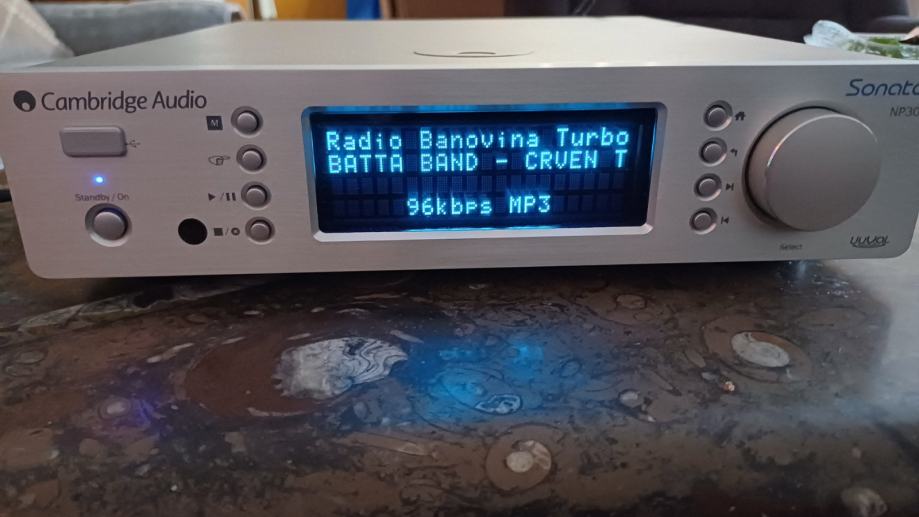 Cambridge Audio
Sonata
NP30
M
Standby / On
Radio Banovina Turbo
BATTA BAND - CRVEN T
96kbps MP3
Select